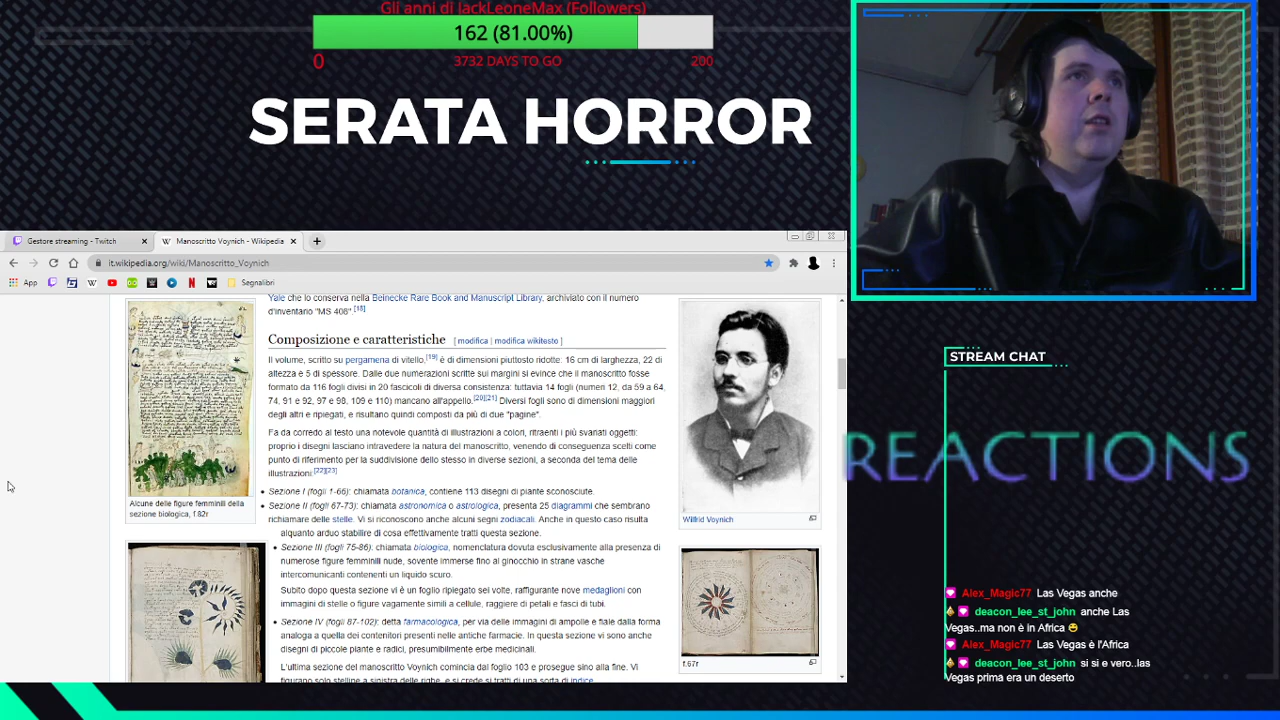 Gli anni di IackLeoneMax (Followers)
162 (81.00%)
0
3732 DAYS TO GO
200
SERATA HORROR
Gestore streaming - Twitch
Manoscritto Voynich - Wikipedia
it.wikipedia.org/wiki/Manoscritto_Voynich
App
Segnalibri
Yale che lo conserva nella Beinecke Rare Book and Manuscript Library, archiviato con il numero
d'inventario "MS 408".[18]
Composizione e caratteristiche [ modifica | modifica wikitesto ]
Il volume, scritto su pergamena di vitello,[19] è di dimensioni piuttosto ridotte: 16 cm di larghezza, 22 di
altezza e 5 di spessore. Dalle due numerazioni scritte sui margini si evince che il manoscritto fosse
formato da 116 fogli divisi in 20 fascicoli di diversa consistenza: tuttavia 14 fogli (numeri 12, da 59 a 64,
74, 91 e 92, 97 e 98, 109 e 110) mancano all'appello.[20][21] Diversi fogli sono di dimensioni maggiori
degli altri e ripiegati, e risultano quindi composti da più di due "pagine".
Fa da corredo al testo una notevole quantità di illustrazioni a colori, ritraenti i più svariati oggetti:
proprio i disegni lasciano intravedere la natura del manoscritto, venendo di conseguenza scelti come
punto di riferimento per la suddivisione dello stesso in diverse sezioni, a seconda del tema delle
illustrazioni:[22][23]
• Sezione I (fogli 1-66): chiamata botanica, contiene 113 disegni di piante sconosciute.
• Sezione II (fogli 67-73): chiamata astronomica o astrologica, presenta 25 diagrammi che sembrano
richiamare delle stelle. Vi si riconoscono anche alcuni segni zodiacali. Anche in questo caso risulta
alquanto arduo stabilire di cosa effettivamente tratti questa sezione.
• Sezione III (fogli 75-86): chiamata biologica, nomenclatura dovuta esclusivamente alla presenza di
numerose figure femminili nude, sovente immerse fino al ginocchio in strane vasche
intercomunicanti contenenti un liquido scuro.
Subito dopo questa sezione vi è un foglio ripiegato sei volte, raffigurante nove medaglioni con
immagini di stelle o figure vagamente simili a cellule, raggiere di petali e fasci di tubi.
• Sezione IV (fogli 87-102): detta farmacologica, per via delle immagini di ampolle e fiale dalla forma
analoga a quella dei contenitori presenti nelle antiche farmacie. In questa sezione vi sono anche
disegni di piccole piante e radici, presumibilmente erbe medicinali.
L'ultima sezione del manoscritto Voynich comincia dal foglio 103 e prosegue sino alla fine. Vi
figurano solo stelline a sinistra delle righe, e si crede si tratti di una sorta di indice.
Alcune delle figure femminili della
sezione biologica, f.82r
Wilfrid Voynich
f.67r
STREAM CHAT
REACTIONS
Alex_Magic77 Las Vegas anche
deacon_lee_st_john anche Las
Vegas..ma non è in Africa
Alex_Magic77 Las Vegas è l'Africa
deacon_lee_st_john si si e vero..las
Vegas prima era un deserto